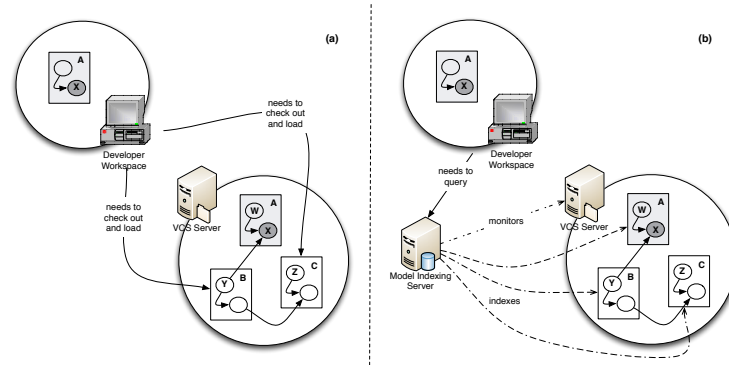 (a)
A
X
Developer
Workspace
needs to
check out
and load
needs to
check out
and load
VCS Server
A
W
X
B
Y
C
Z
(b)
A
X
Developer
Workspace
needs to
query
Model Indexing
Server
monitors
indexes
VCS Server
A
W
X
B
Y
C
Z